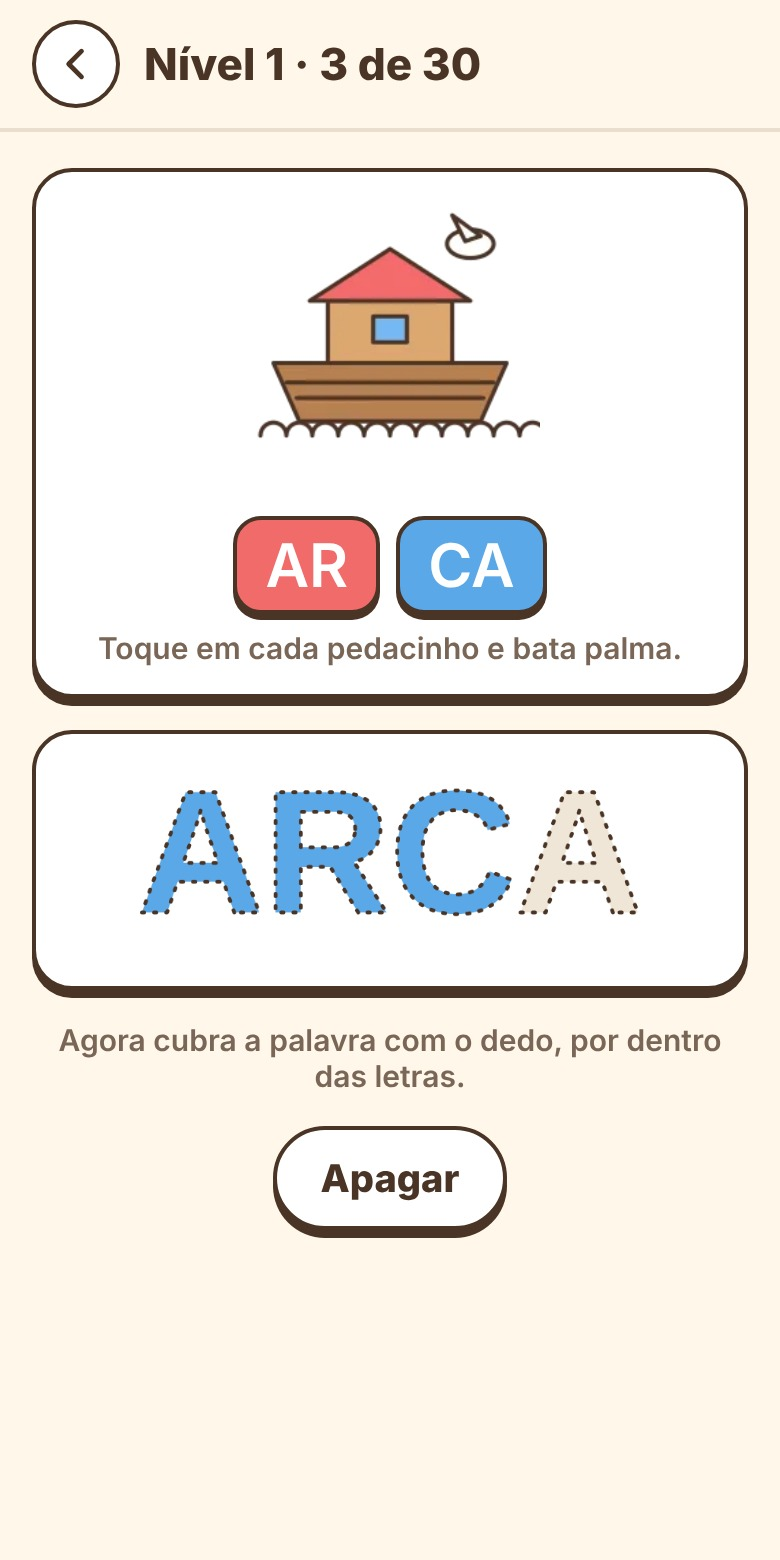 Nível 1 · 3 de 30
AR CA
Toque em cada pedacinho e bata palma.
ARCA
Agora cubra a palavra com o dedo, por dentro
das letras.
Apagar